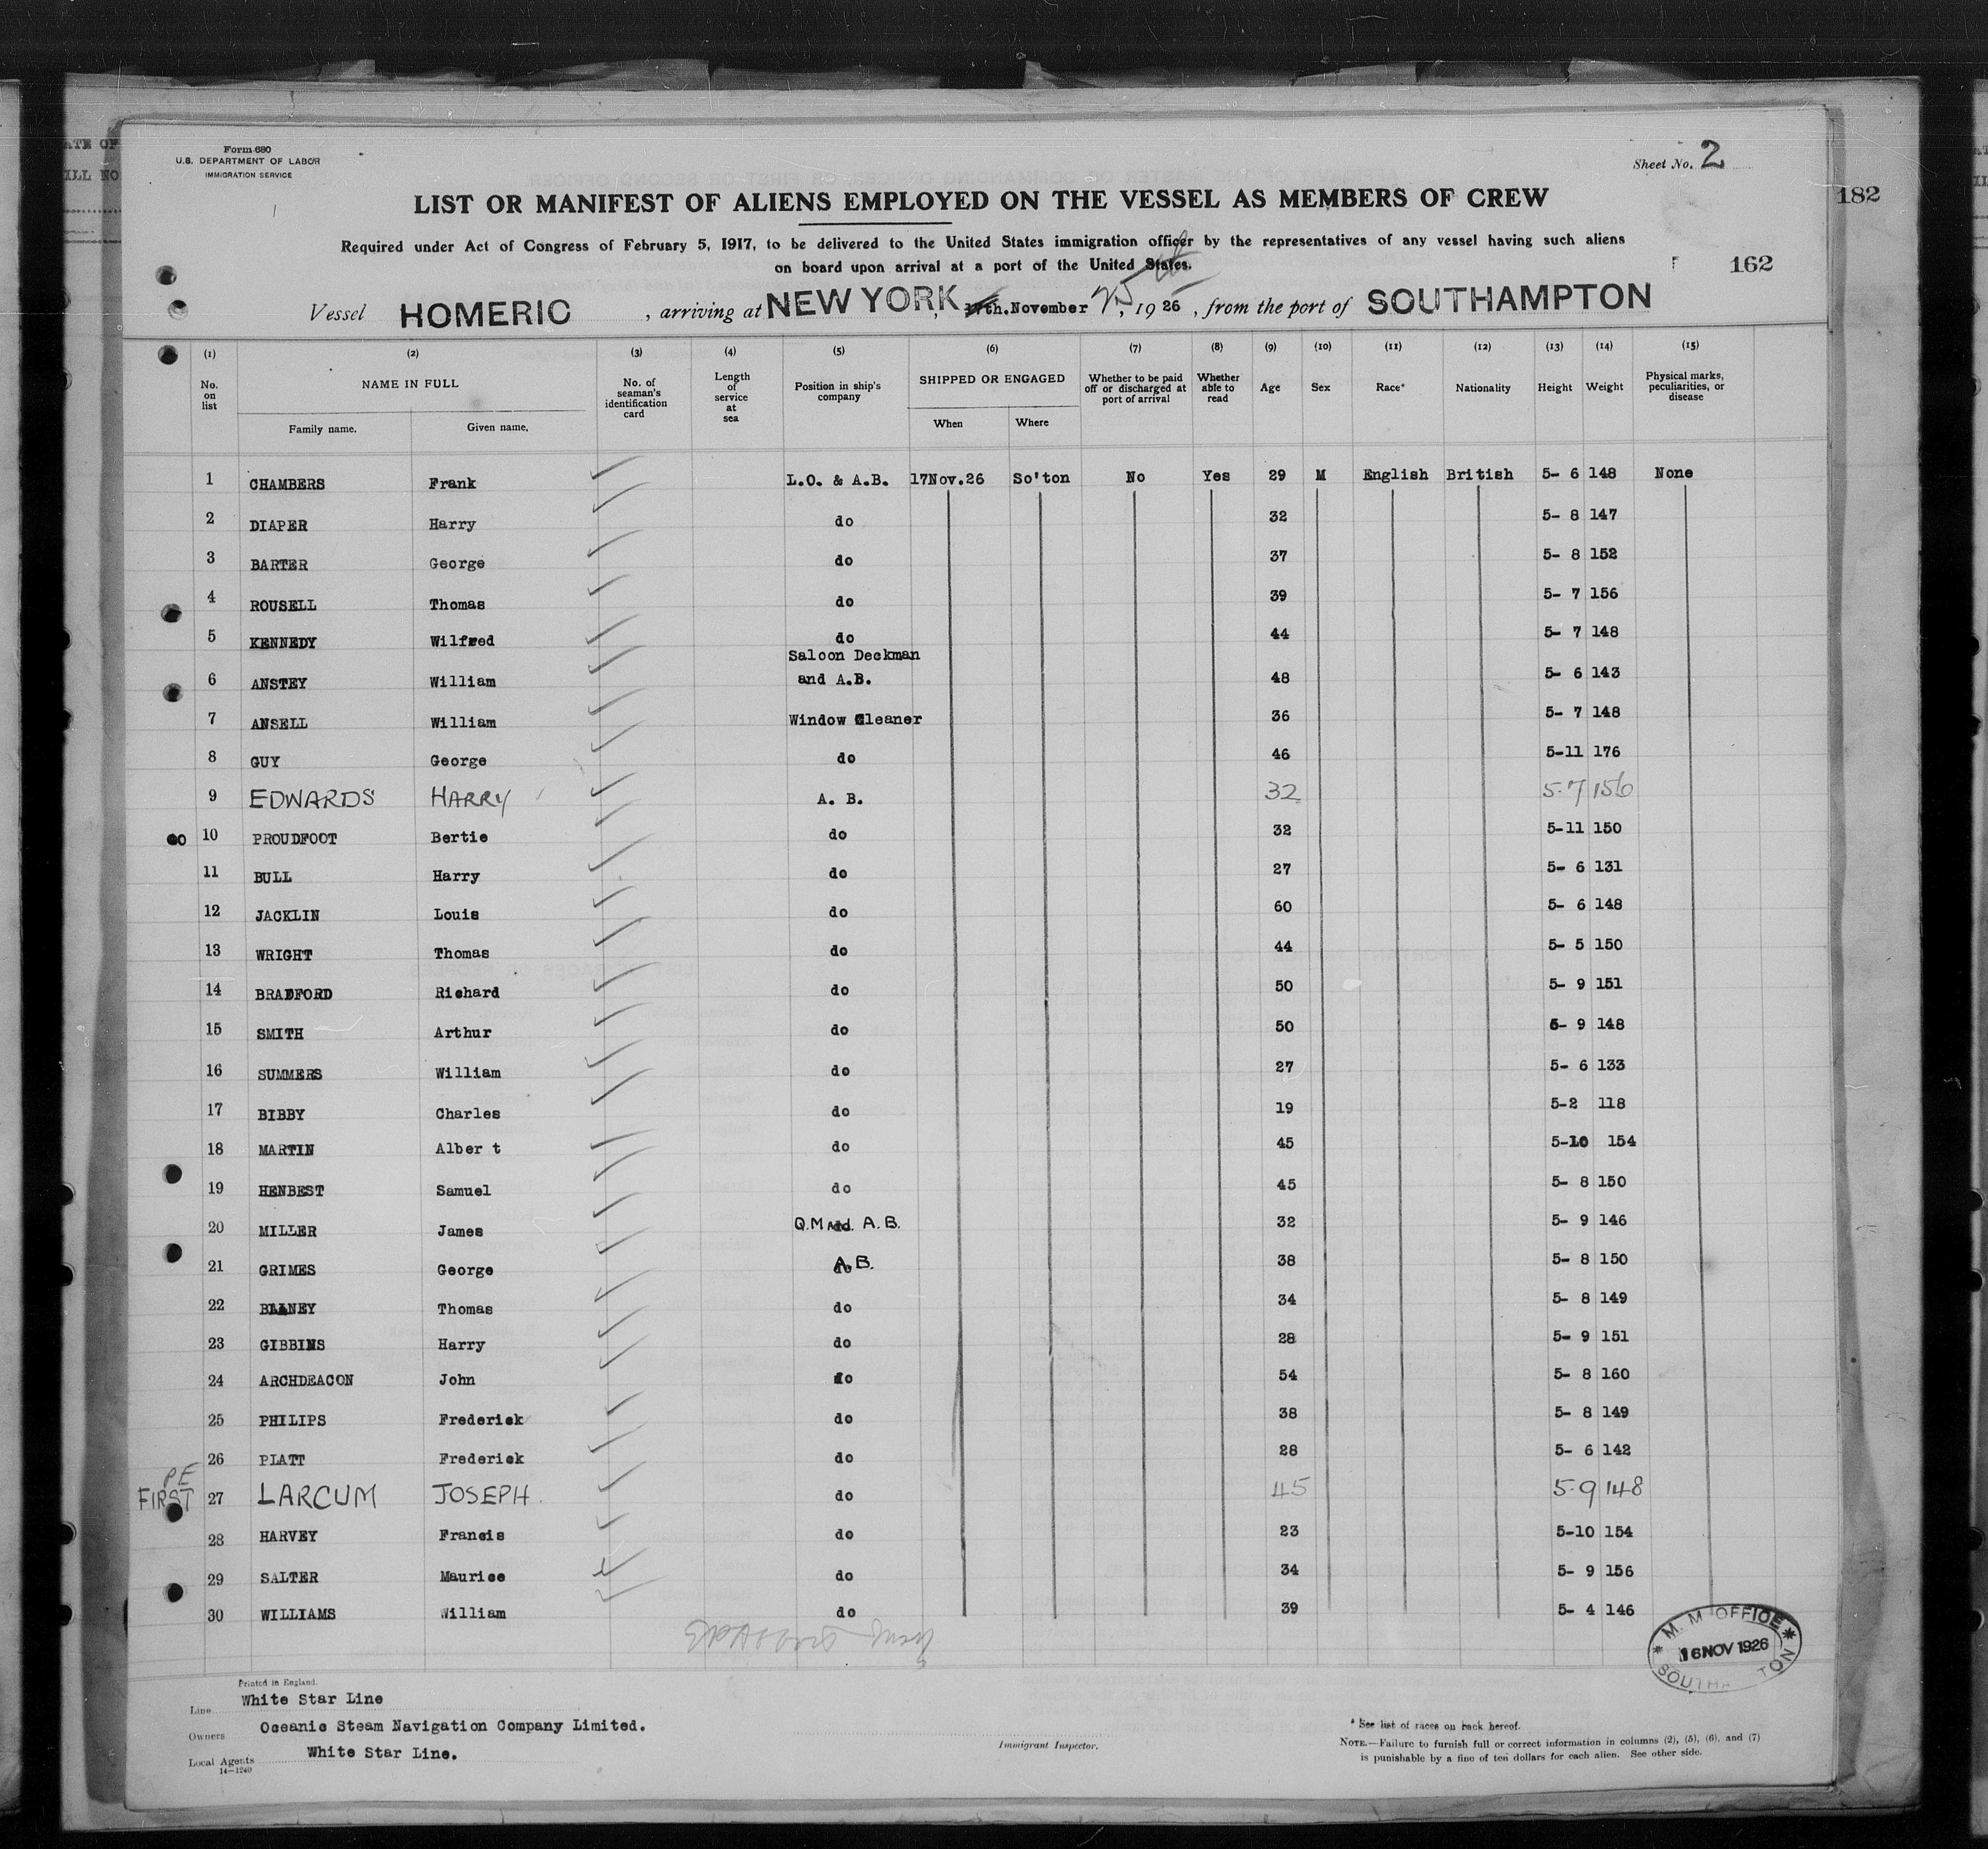 Form 680
U.S. DEPARTMENT OF LABOR
IMMIGRATION SERVICE
Sheet No. 2
182
LIST OR MANIFEST OF ALIENS EMPLOYED ON THE VESSEL AS MEMBERS OF CREW
Required under Act of Congress of February 5, 1917, to be delivered to the United States immigration officer by the representatives of any vessel having such aliens
on board upon arrival at a port of the United States.
162
Vessel HOMERIC, arriving at NEW YORK, November 25, 1926, from the port of SOUTHAMPTON
(1) (2) (3) (4) (5) (6) (7) (8) (9) (10) (11) (12) (13) (14) (15)
No. on list NAME IN FULL Family name. Given name. No. of seaman's identification card Length of service at sea Position in ship's company SHIPPED OR ENGAGED When Where Whether to be paid off or discharged at port of arrival Whether able to read Age Sex Race* Nationality Height Weight Physical marks, peculiarities, or disease
1 CHAMBERS Frank L.O. & A.B. 17Nov.26 So'ton No Yes 29 M English British 5- 6 148 None
2 DIAPER Harry do 32 5- 8 147
3 BARTER George do 37 5- 8 152
4 ROUSELL Thomas do 39 5- 7 156
5 KENNEDY Wilfred do 44 5- 7 148
6 ANSTEY William Saloon Deckman and A.B. 48 5- 6 143
7 ANSELL William Window Cleaner 36 5- 7 148
8 GUY George do 46 5-11 176
9 EDWARDS HARRY A. B. 32 5.7 156
10 PROUDFOOT Bertie do 32 5-11 150
11 BULL Harry do 27 5- 6 131
12 JACKLIN Louis do 60 5- 6 148
13 WRIGHT Thomas do 44 5- 5 150
14 BRADFORD Richard do 50 5- 9 151
15 SMITH Arthur do 50 5- 9 148
16 SUMMERS William do 27 5- 6 133
17 BIBBY Charles do 19 5-2 118
18 MARTIN Alber t do 45 5-10 154
19 HENBEST Samuel do 45 5- 8 150
20 MILLER James Q.M and A.B. 32 5- 9 146
21 GRIMES George A.B. 38 5- 8 150
22 BLANEY Thomas do 34 5- 8 149
23 GIBBINS Harry do 28 5- 9 151
24 ARCHDEACON John do 54 5- 8 160
25 PHILIPS Frederick do 38 5- 8 149
26 PLATT Frederick do 28 5- 6 142
PE
FIRST 27 LARCUM JOSEPH. do 45 5.9 148
28 HARVEY Francis do 23 5-10 154
29 SALTER Maurice do 34 5- 9 156
30 WILLIAMS William do 39 5- 4 146
M. M OFFICE
16 NOV 1926
SOUTHA TON
Printed in England.
Line White Star Line
Owners Oceanic Steam Navigation Company Limited.
Local Agents White Star Line.
14—1240
Immigrant Inspector.
* See list of races on back hereof.
NOTE.—Failure to furnish full or correct information in columns (2), (5), (6), and (7)
is punishable by a fine of ten dollars for each alien. See other side.